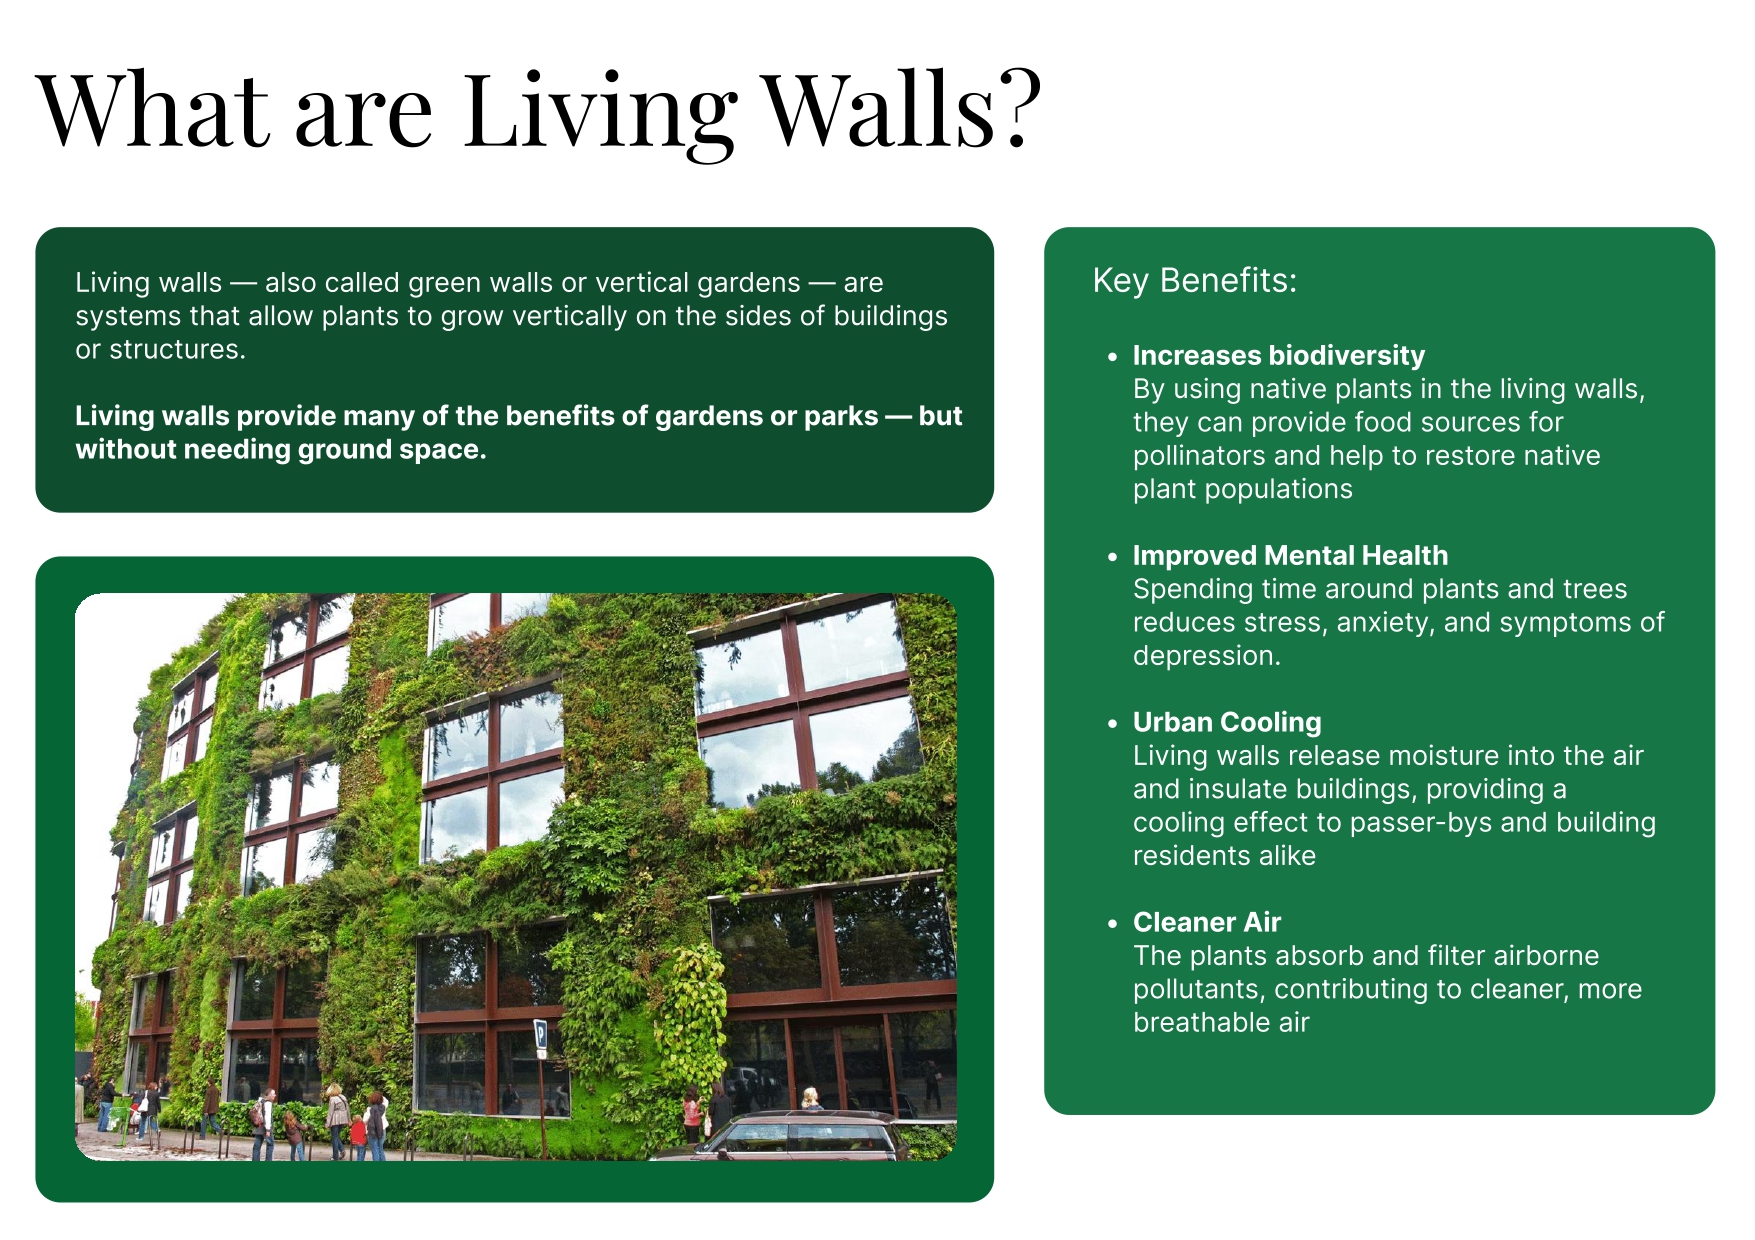 What are Living Walls?
Living walls — also called green walls or vertical gardens — are
systems that allow plants to grow vertically on the sides of buildings
or structures.
Living walls provide many of the benefits of gardens or parks — but
without needing ground space.
P
Key Benefits:
• Increases biodiversity
By using native plants in the living walls,
they can provide food sources for
pollinators and help to restore native
plant populations
• Improved Mental Health
Spending time around plants and trees
reduces stress, anxiety, and symptoms of
depression.
• Urban Cooling
Living walls release moisture into the air
and insulate buildings, providing a
cooling effect to passer-bys and building
residents alike
• Cleaner Air
The plants absorb and filter airborne
pollutants, contributing to cleaner, more
breathable air